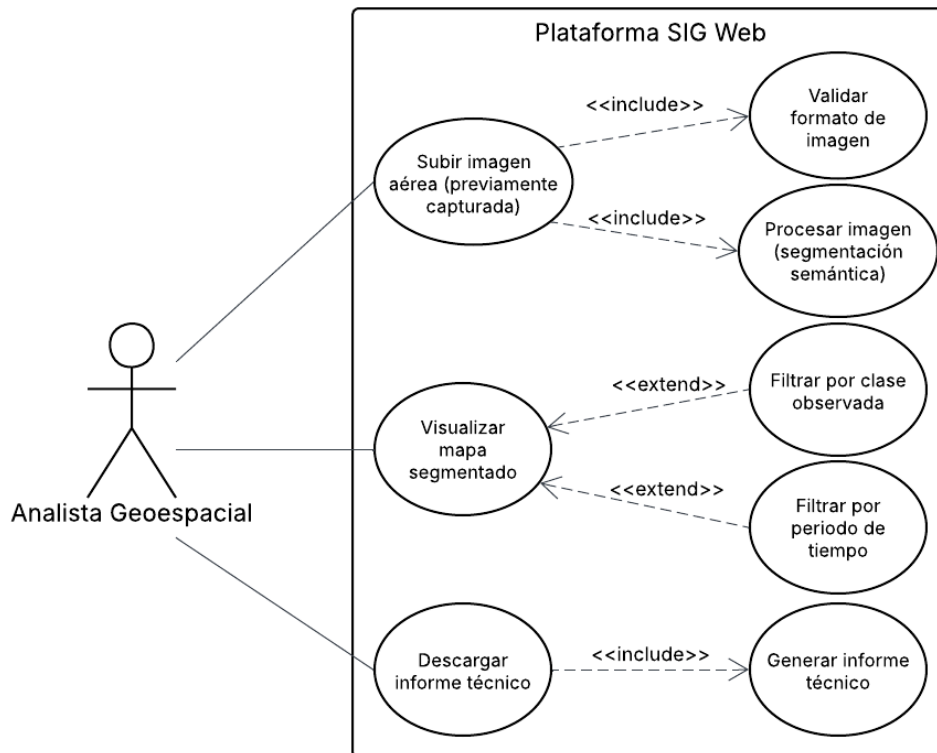 Plataforma SIG Web
<<include>>
Validar
formato de
imagen
Subir imagen
aérea (previamente
capturada)
<<include>>
Procesar imagen
(segmentación
semántica)
<<extend>>
Filtrar por clase
observada
Visualizar
mapa
segmentado
<<extend>>
Filtrar por
periodo de
tiempo
Analista Geoespacial
Descargar
informe técnico
<<include>>
Generar informe
técnico